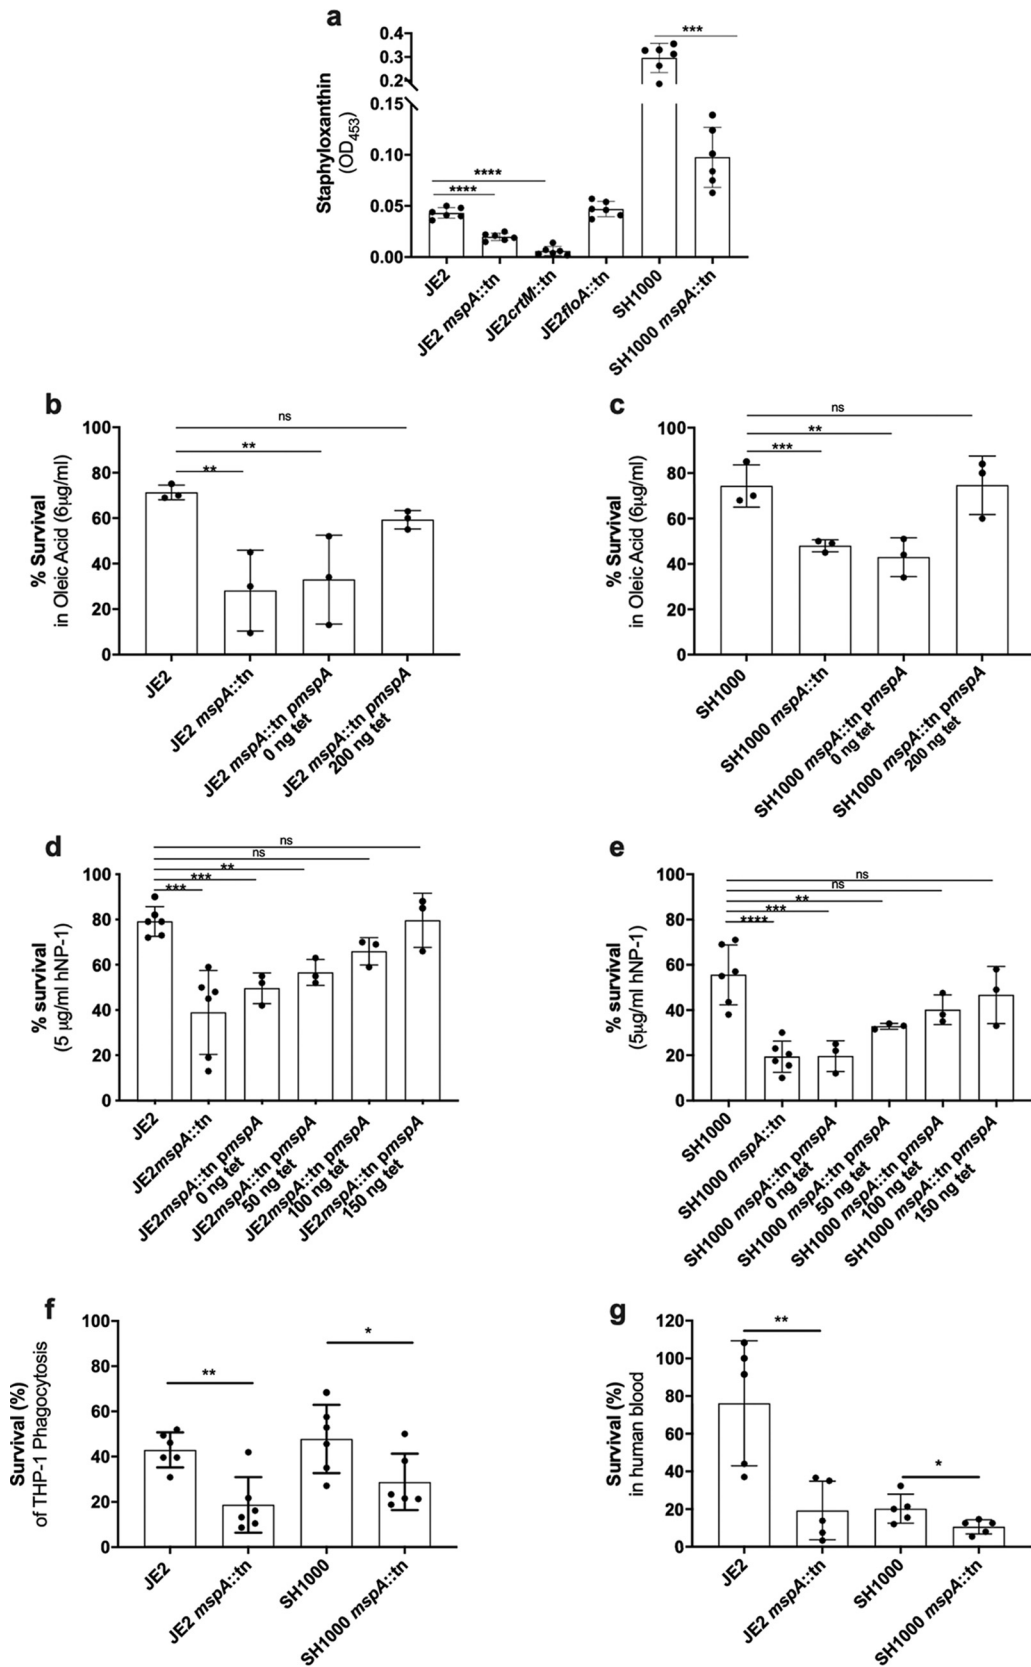 a
Staphyloxanthin
(OD453)
0.4
0.3
0.2
0.15
0.10
0.05
0.00
****
****
***
JE2
JE2 mspA::tn
JE2crtM::tn
JE2floA::tn
SH1000
SH1000 mspA::tn
b
% Survival
in Oleic Acid (6µg/ml)
100
80
60
40
20
0
ns
**
**
JE2
JE2 mspA::tn
JE2 mspA::tn pmspA
0 ng tet
JE2 mspA::tn pmspA
200 ng tet
c
% Survival
in Oleic Acid (6µg/ml)
100
80
60
40
20
0
ns
**
***
SH1000
SH1000 mspA::tn
SH1000 mspA::tn pmspA
0 ng tet
SH1000 mspA::tn pmspA
200 ng tet
d
% survival
(5 µg/ml hNP-1)
100
80
60
40
20
0
ns
ns
**
***
***
JE2
JE2mspA::tn
JE2mspA::tn pmspA
0 ng tet
JE2mspA::tn pmspA
50 ng tet
JE2mspA::tn pmspA
100 ng tet
JE2mspA::tn pmspA
150 ng tet
e
% survival
(5µg/ml hNP-1)
100
80
60
40
20
0
ns
ns
**
***
****
SH1000
SH1000 mspA::tn
SH1000 mspA::tn pmspA
0 ng tet
SH1000 mspA::tn pmspA
50 ng tet
SH1000 mspA::tn pmspA
100 ng tet
SH1000 mspA::tn pmspA
150 ng tet
f
Survival (%)
of THP-1 Phagocytosis
100
80
60
40
20
0
**
*
JE2
JE2 mspA::tn
SH1000
SH1000 mspA::tn
g
Survival (%)
in human blood
120
100
80
60
40
20
0
**
*
JE2
JE2 mspA::tn
SH1000
SH1000 mspA::tn